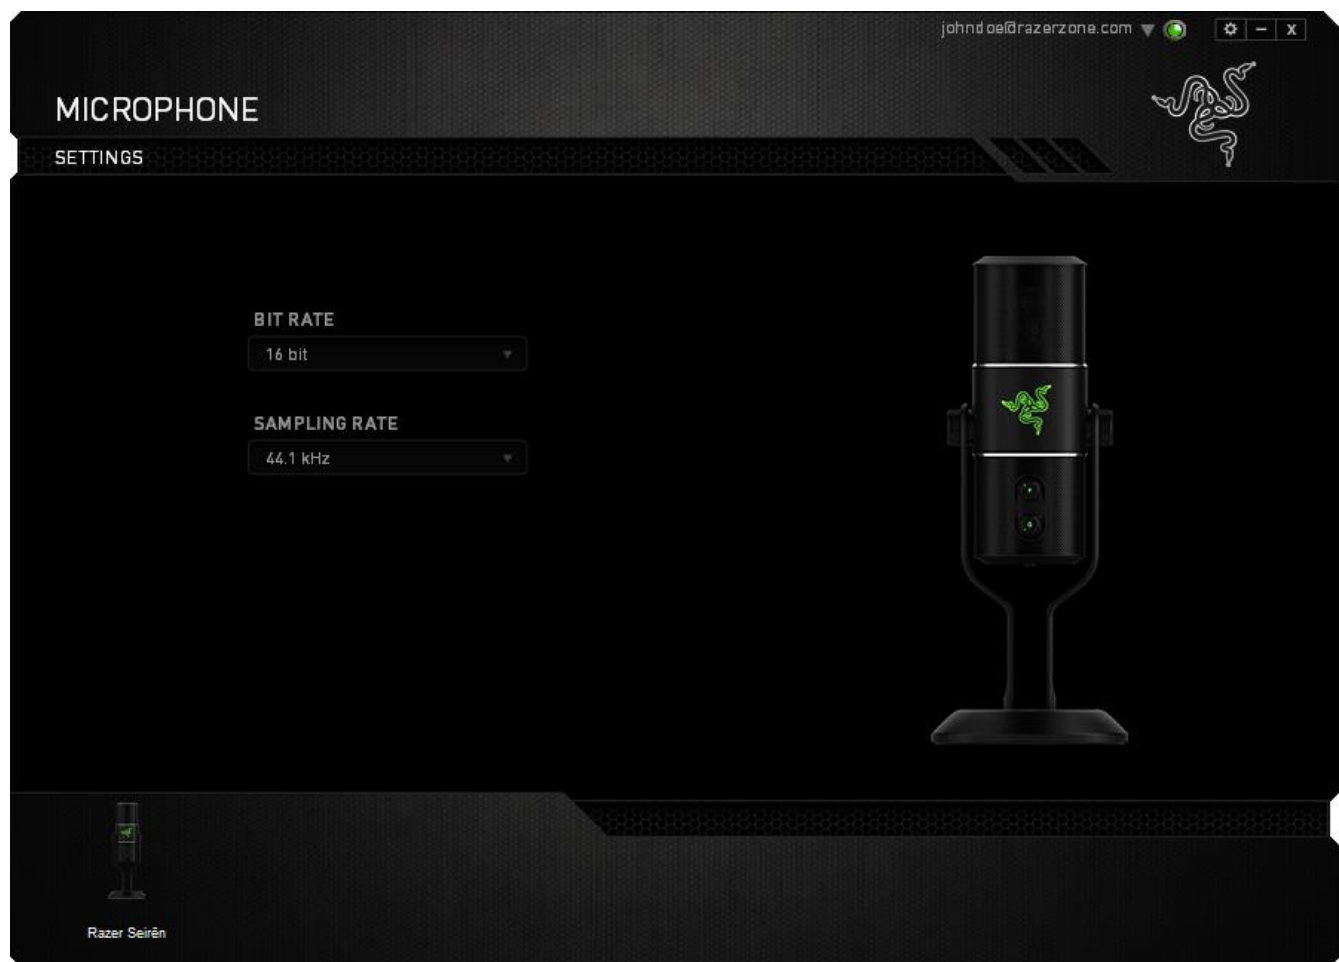 johndoe@razerzone.com
X
MICROPHONE
SETTINGS
BIT RATE
16 bit
SAMPLING RATE
44.1 kHz
Razer Seirēn